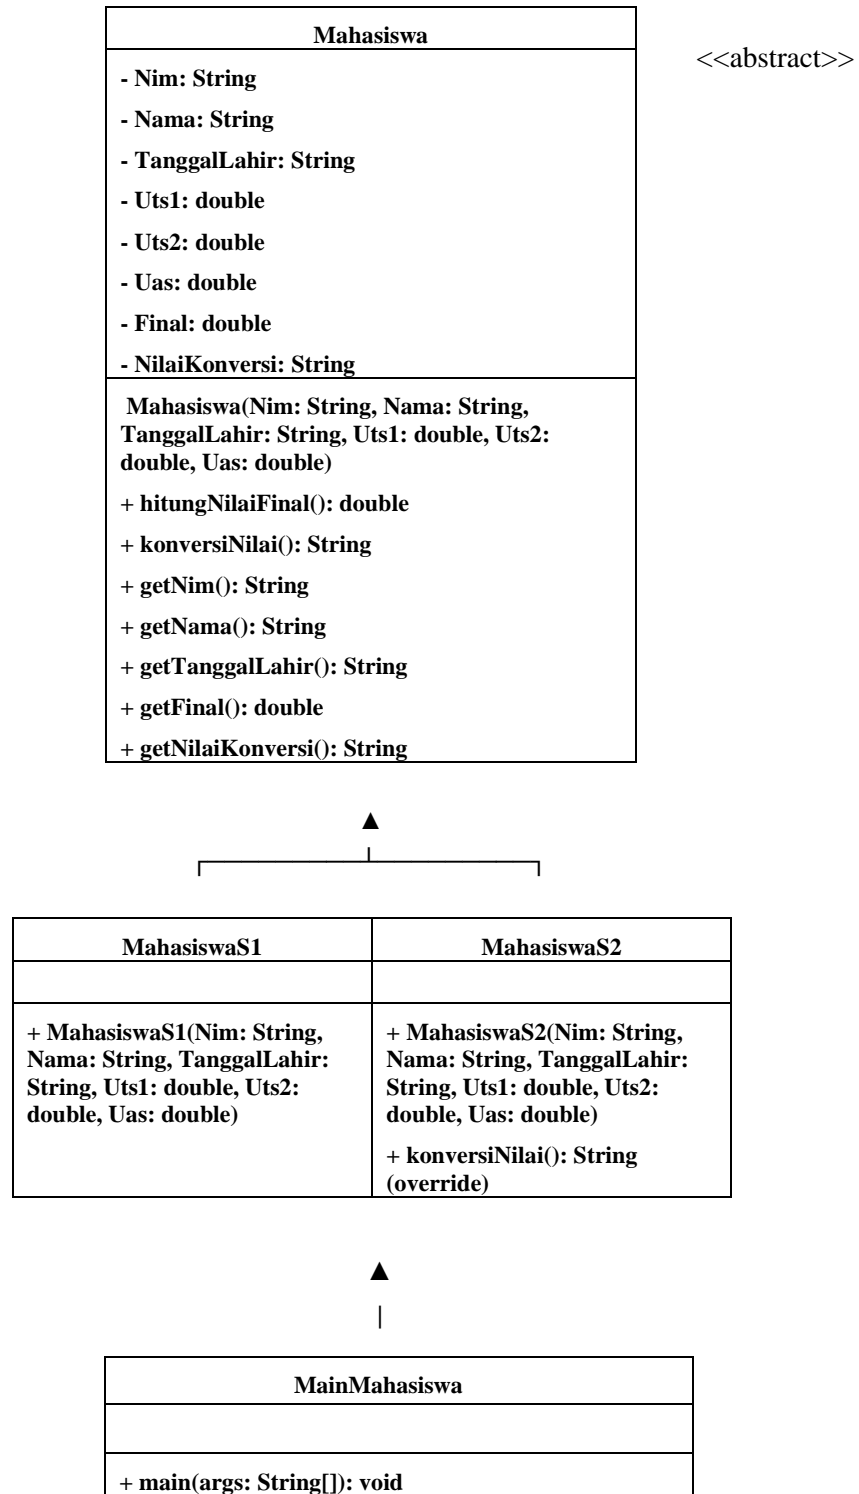 Mahasiswa
<<abstract>>
- Nim: String
- Nama: String
- TanggalLahir: String
- Uts1: double
- Uts2: double
- Uas: double
- Final: double
- NilaiKonversi: String
Mahasiswa(Nim: String, Nama: String,
TanggalLahir: String, Uts1: double, Uts2:
double, Uas: double)
+ hitungNilaiFinal(): double
+ konversiNilai(): String
+ getNim(): String
+ getNama(): String
+ getTanggalLahir(): String
+ getFinal(): double
+ getNilaiKonversi(): String
MahasiswaS1
+ MahasiswaS1(Nim: String,
Nama: String, TanggalLahir:
String, Uts1: double, Uts2:
double, Uas: double)
MahasiswaS2
+ MahasiswaS2(Nim: String,
Nama: String, TanggalLahir:
String, Uts1: double, Uts2:
double, Uas: double)
+ konversiNilai(): String
(override)
MainMahasiswa
+ main(args: String[]): void